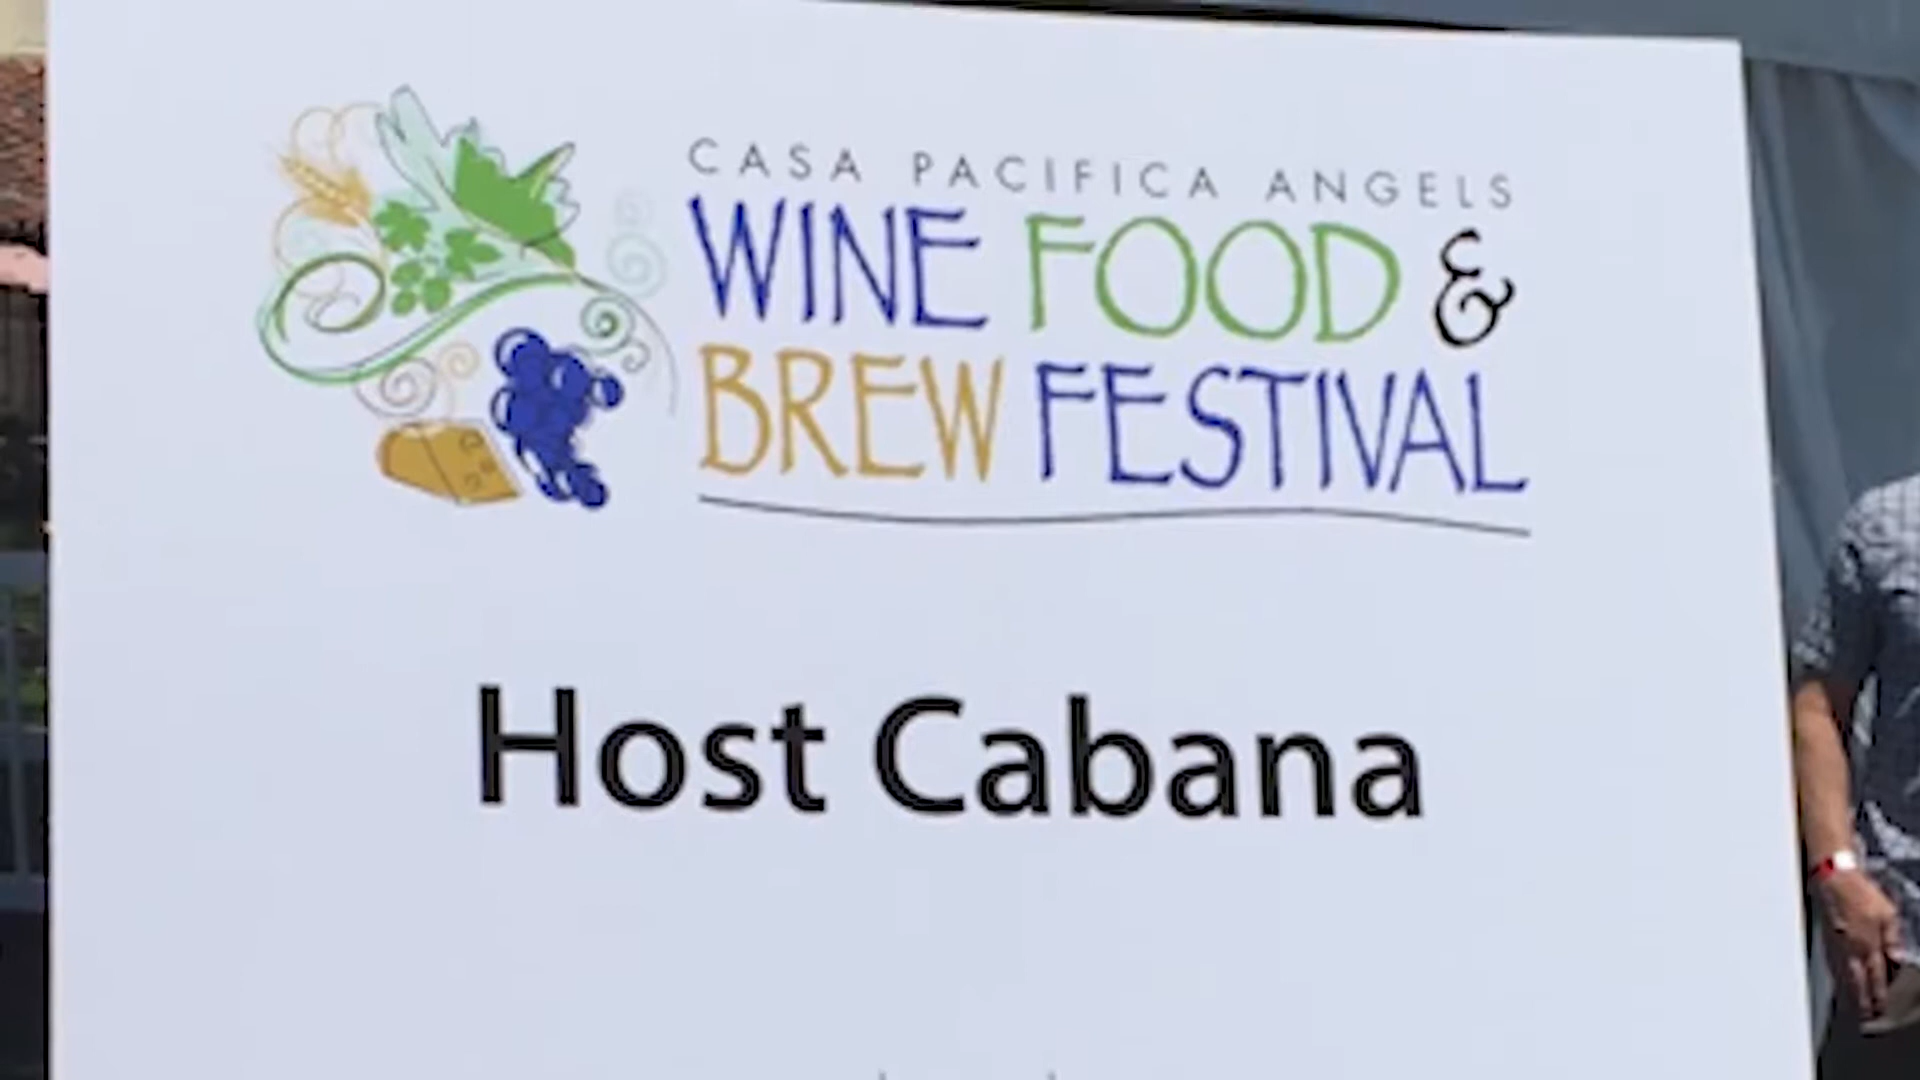 CASA PACIFICA ANGELS
WINE FOOD &
BREW FESTIVAL
Host Cabana